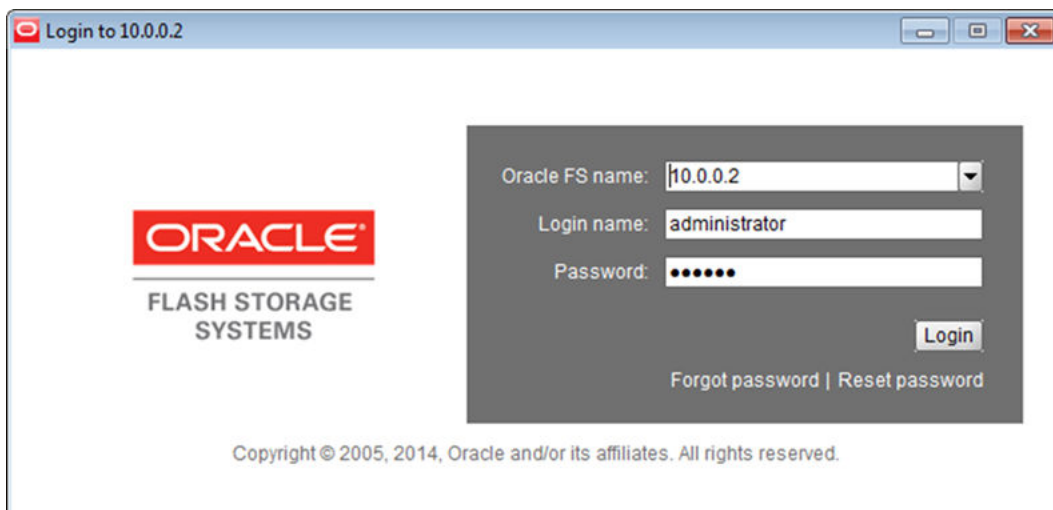 Login to 10.0.0.2
Oracle FS name: 10.0.0.2
Login name: administrator
Password: ●●●●●●
ORACLE®
FLASH STORAGE
SYSTEMS
Login
Forgot password | Reset password
Copyright © 2005, 2014, Oracle and/or its affiliates. All rights reserved.